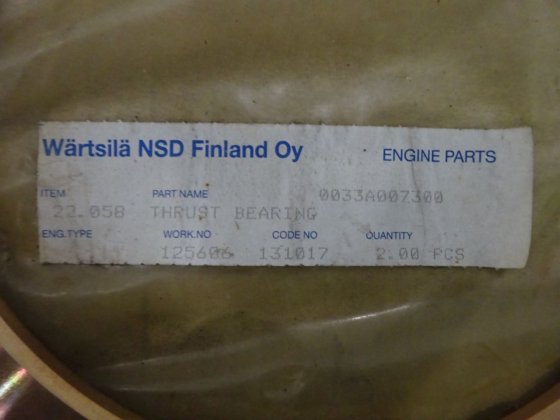 Wärtsilä NSD Finland Oy ENGINE PARTS
ITEM PART NAME 0033A007300
22.058 THRUST BEARING
ENG.TYPE WORK.NO CODE NO QUANTITY
125606 131017 2.00 PCS